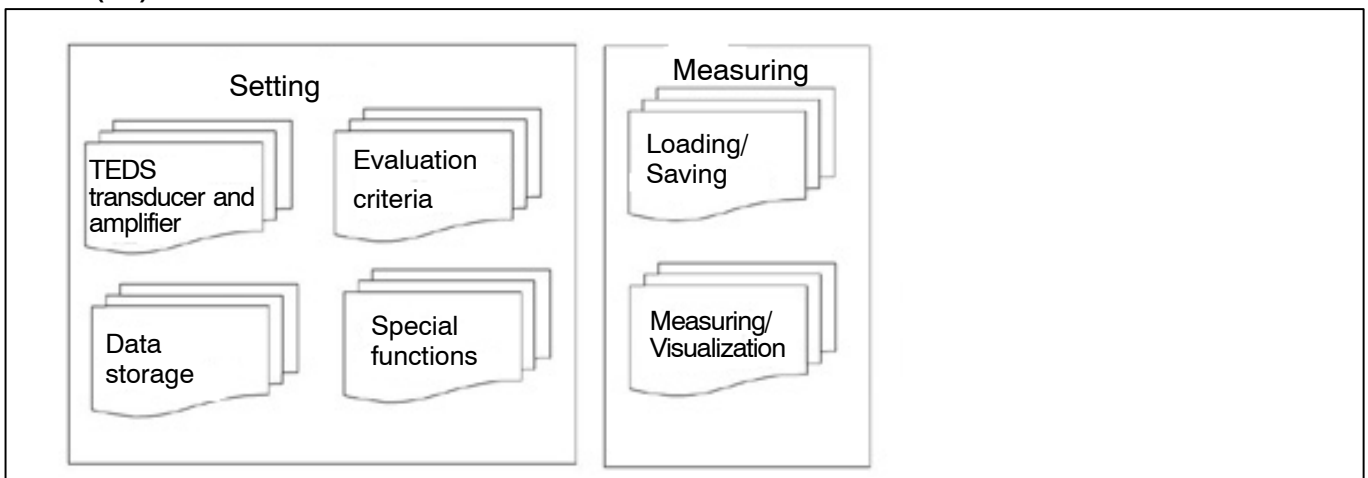 Setting
TEDS
transducer and
amplifier
Evaluation
criteria
Data
storage
Special
functions
Measuring
Loading/
Saving
Measuring/
Visualization